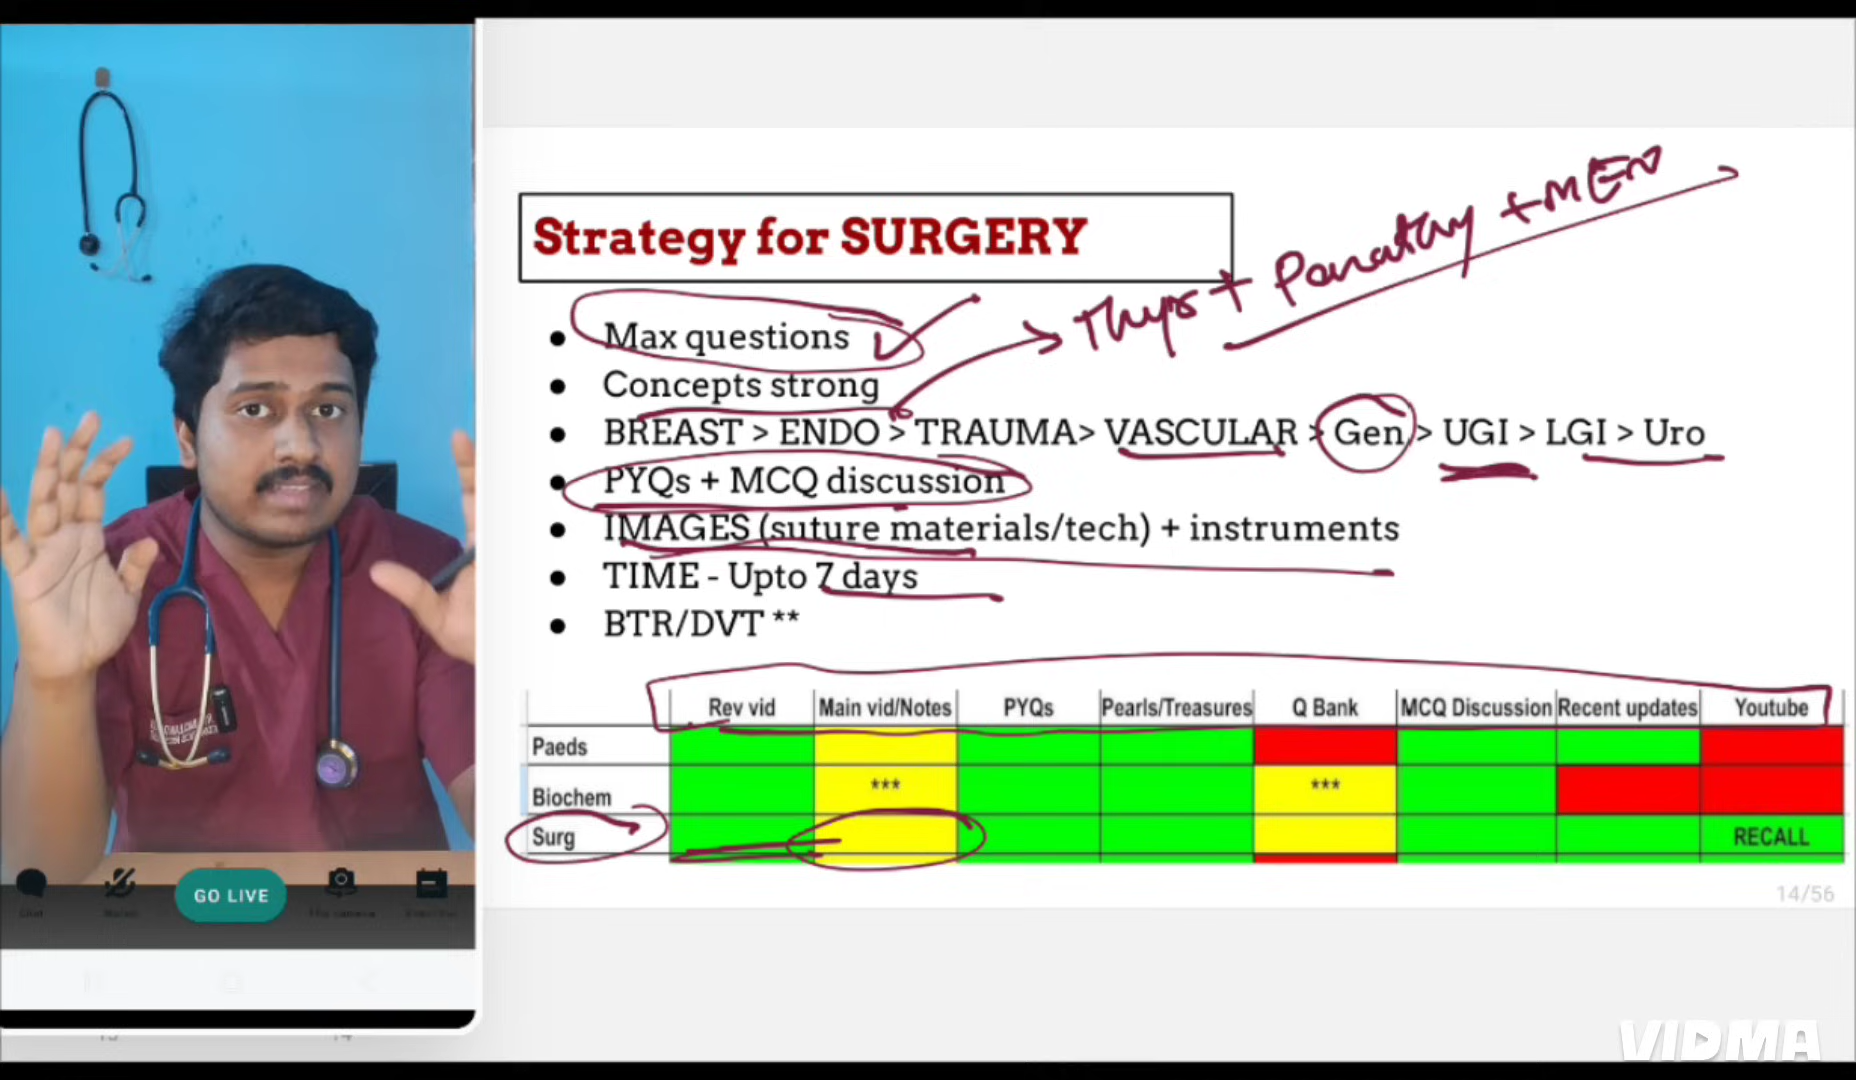 Strategy for SURGERY
Thyro + Parathy + MEN
• Max questions
• Concepts strong
• BREAST > ENDO > TRAUMA> VASCULAR > Gen > UGI > LGI > Uro
• PYQs + MCQ discussion
• IMAGES (suture materials/tech) + instruments
• TIME - Upto 7 days
• BTR/DVT **
Rev vid Main vid/Notes PYQs Pearls/Treasures Q Bank MCQ Discussion Recent updates Youtube
Paeds
Biochem *** ***
Surg RECALL
14/56
GO LIVE
Chat
VIDMA